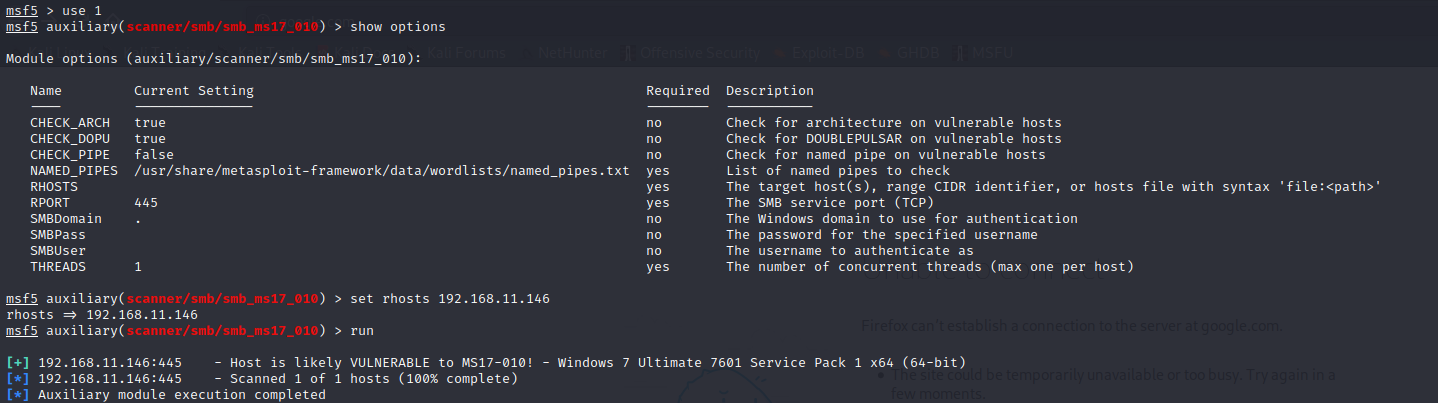 msf5 > use 1
msf5 auxiliary(scanner/smb/smb_ms17_010) > show options
Kali Forums NetHunter Offensive Security Exploit-DB GHDB MSFU
Module options (auxiliary/scanner/smb/smb_ms17_010):
Name Current Setting Required Description
---- --------------- -------- -----------
CHECK_ARCH true no Check for architecture on vulnerable hosts
CHECK_DOPU true no Check for DOUBLEPULSAR on vulnerable hosts
CHECK_PIPE false no Check for named pipe on vulnerable hosts
NAMED_PIPES /usr/share/metasploit-framework/data/wordlists/named_pipes.txt yes List of named pipes to check
RHOSTS yes The target host(s), range CIDR identifier, or hosts file with syntax 'file:<path>'
RPORT 445 yes The SMB service port (TCP)
SMBDomain . no The Windows domain to use for authentication
SMBPass no The password for the specified username
SMBUser no The username to authenticate as
THREADS 1 yes The number of concurrent threads (max one per host)
msf5 auxiliary(scanner/smb/smb_ms17_010) > set rhosts 192.168.11.146
rhosts => 192.168.11.146
msf5 auxiliary(scanner/smb/smb_ms17_010) > run
Firefox can't establish a connection to the server at google.com.
[+] 192.168.11.146:445 - Host is likely VULNERABLE to MS17-010! - Windows 7 Ultimate 7601 Service Pack 1 x64 (64-bit)
[*] 192.168.11.146:445 - Scanned 1 of 1 hosts (100% complete)
[*] Auxiliary module execution completed
• The site could be temporarily unavailable or too busy. Try again in a
few moments.